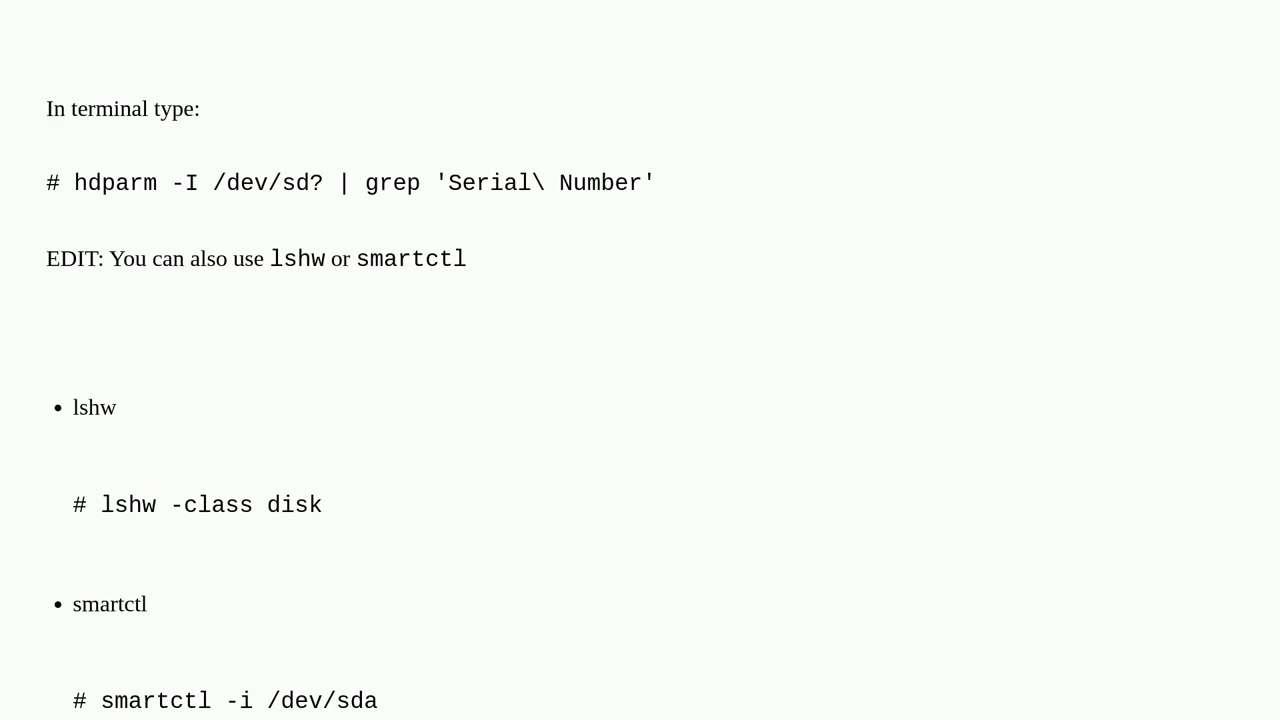 In terminal type:
# hdparm -I /dev/sd? | grep 'Serial\ Number'
EDIT: You can also use lshw or smartctl
• lshw
# lshw -class disk
• smartctl
# smartctl -i /dev/sda